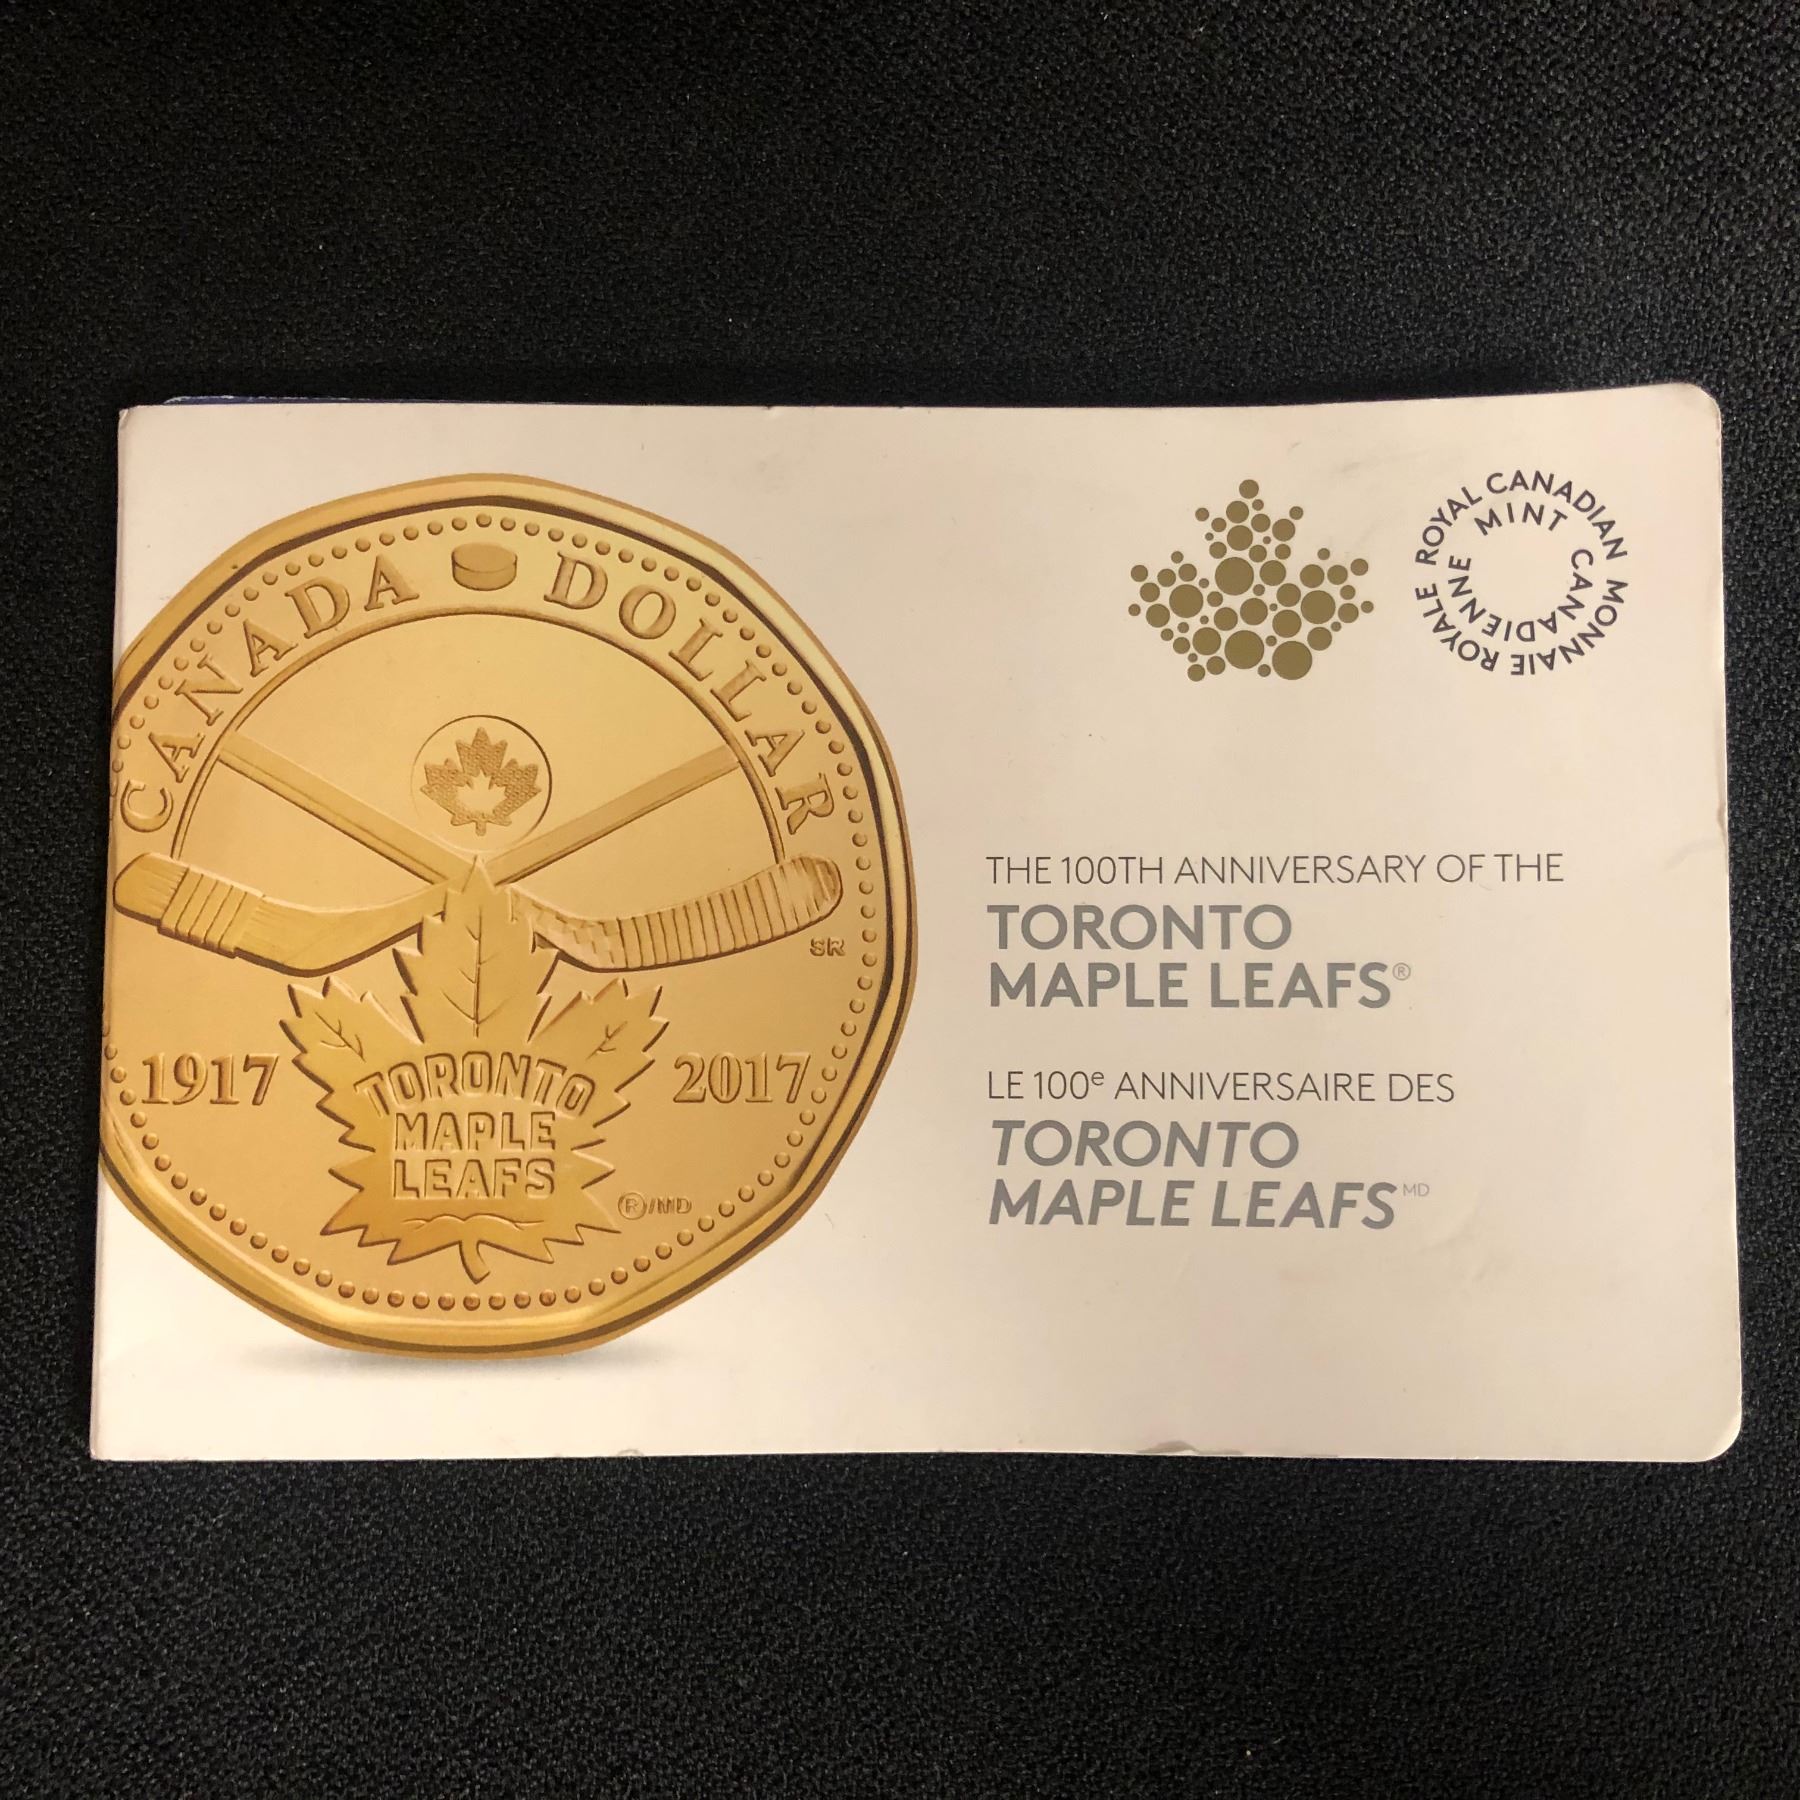 CANADA DOLLAR
SR
1917 2017
TORONTO
MAPLE
LEAFS
®/MD
ROYAL CANADIAN MINT
MONNAIE ROYALE CANADIENNE
THE 100TH ANNIVERSARY OF THE
TORONTO
MAPLE LEAFS®
LE 100e ANNIVERSAIRE DES
TORONTO
MAPLE LEAFS MD